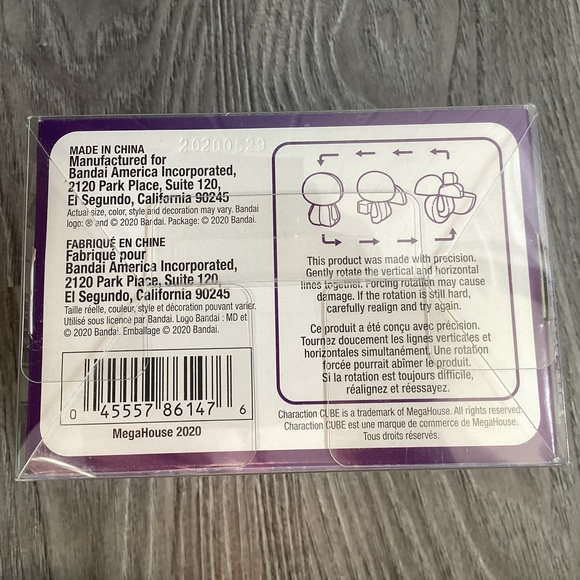 20200629
MADE IN CHINA
Manufactured for
Bandai America Incorporated,
2120 Park Place, Suite 120,
El Segundo, California 90245
Actual size, color, style and decoration may vary. Bandai
logo: ® and © 2020 Bandai. Package: © 2020 Bandai.
FABRIQUÉ EN CHINE
Fabriqué pour
Bandai America Incorporated,
2120 Park Place, Suite 120,
El Segundo, California 90245
Taille réelle, couleur, style et décoration pouvant varier.
Utilisé sous licence par Bandai. Logo Bandai : MD et
© 2020 Bandai. Emballage © 2020 Bandai.
0 45557 86147 6
MegaHouse 2020
This product was made with precision.
Gently rotate the vertical and horizontal
lines together. Forcing rotation may cause
damage. If the rotation is still hard,
carefully realign and try again.
Ce produit a été conçu avec précision.
Tournez doucement les lignes verticales et
horizontales simultanément. Une rotation
forcée pourrait abîmer le produit.
Si la rotation est toujours difficile,
réalignez et réessayez.
Charaction CUBE is a trademark of MegaHouse. All rights reserved.
Charaction CUBE est une marque de commerce de MegaHouse.
Tous droits réservés.